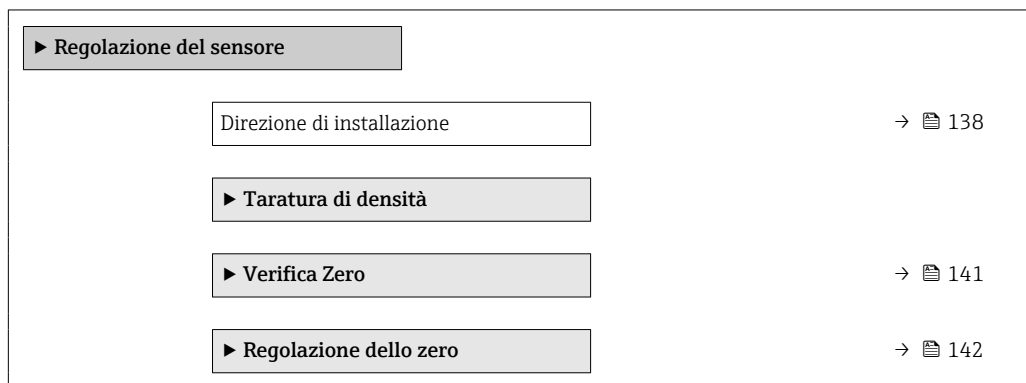 ▶ Regolazione del sensore
Direzione di installazione → 138
▶ Taratura di densità
▶ Verifica Zero → 141
▶ Regolazione dello zero → 142